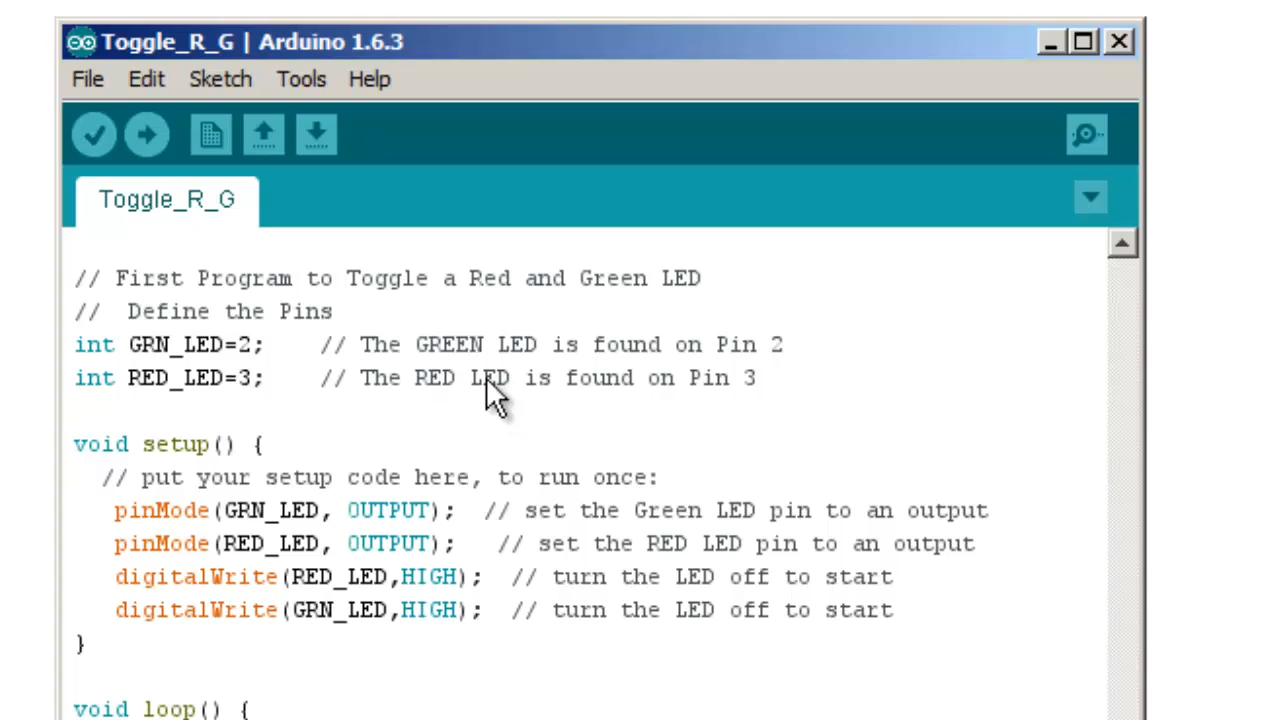 Toggle_R_G | Arduino 1.6.3
File Edit Sketch Tools Help
Toggle_R_G
// First Program to Toggle a Red and Green LED
//  Define the Pins
int GRN_LED=2;    // The GREEN LED is found on Pin 2
int RED_LED=3;    // The RED LED is found on Pin 3
void setup() {
  // put your setup code here, to run once:
   pinMode(GRN_LED, OUTPUT);  // set the Green LED pin to an output
   pinMode(RED_LED, OUTPUT);   // set the RED LED pin to an output
   digitalWrite(RED_LED,HIGH);  // turn the LED off to start
   digitalWrite(GRN_LED,HIGH);  // turn the LED off to start
}
void loop() {